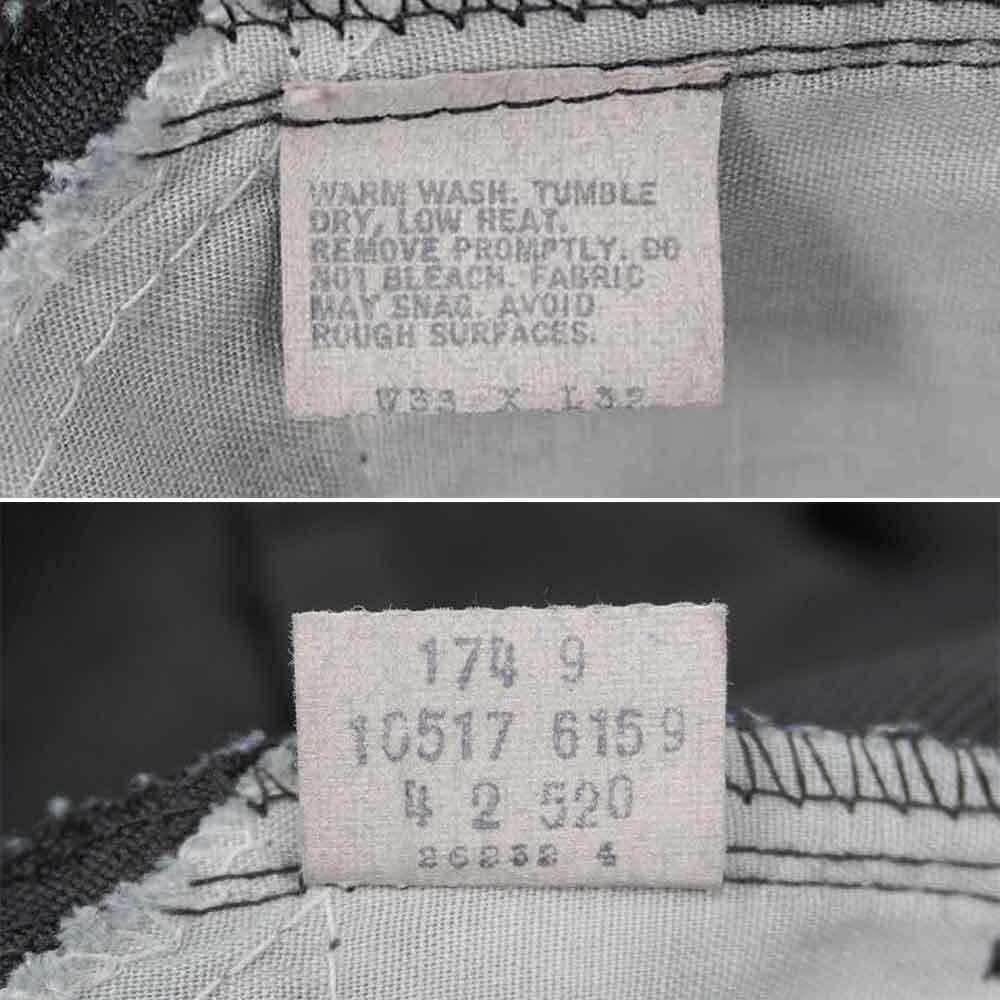 WARM WASH. TUMBLE
DRY, LOW HEAT.
REMOVE PROMPTLY. DO
NOT BLEACH. FABRIC
MAY SNAG. AVOID
ROUGH SURFACES.
X L32
174 9
10517 6159
4 2 520
26232 4